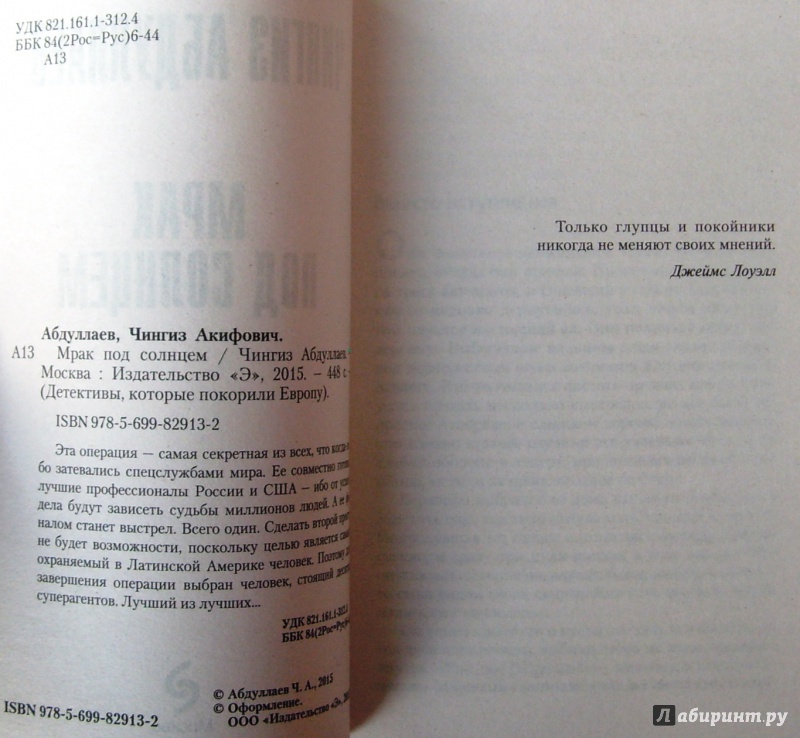 УДК 821.161.1-312.4
ББК 84(2Рос=Рус)6-44
А13
Абдуллаев, Чингиз Акифович.
А13 Мрак под солнцем / Чингиз Абдуллаев.
Москва : Издательство «Э», 2015. – 448 с.
(Детективы, которые покорили Европу).
ISBN 978-5-699-82913-2
Эта операция — самая секретная из всех, что
бо затевались спецслужбами мира. Ее совместно
лучшие профессионалы России и США – ибо от
дела будут зависеть судьбы миллионов людей. А ее
налом станет выстрел. Всего один. Сделать второй
не будет возможности, поскольку целью является
охраняемый в Латинской Америке человек. Поэтому
завершения операции выбран человек, стоящий
суперагентов. Лучший из лучших...
УДК 821.161.1-312.4
ББК 84(2Рос=Рус)
© Абдуллаев Ч. А., 2015
© Оформление.
ООО «Издательство «Э»,
ISBN 978-5-699-82913-2
Только глупцы и покойники
никогда не меняют своих мнений.
Джеймс Лоуэлл
Лабиринт.ру